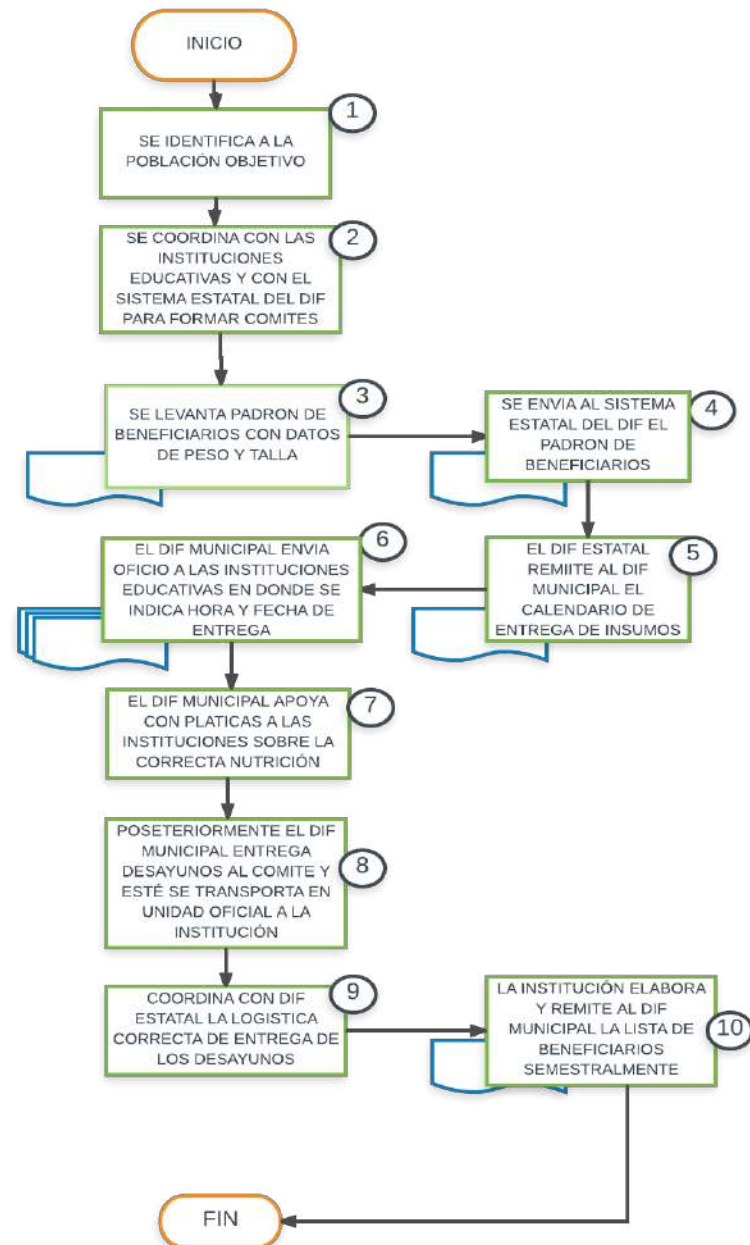 INICIO
1
SE IDENTIFICA A LA
POBLACIÓN OBJETIVO
2
SE COORDINA CON LAS
INSTITUCIONES
EDUCATIVAS Y CON EL
SISTEMA ESTATAL DEL DIF
PARA FORMAR COMITES
3
SE LEVANTA PADRON DE
BENEFICIARIOS CON DATOS
DE PESO Y TALLA
4
SE ENVIA AL SISTEMA
ESTATAL DEL DIF EL
PADRON DE
BENEFICIARIOS
5
EL DIF ESTATAL
REMIITE AL DIF
MUNICIPAL EL
CALENDARIO DE
ENTREGA DE INSUMOS
6
EL DIF MUNICIPAL ENVIA
OFICIO A LAS INSTITUCIONES
EDUCATIVAS EN DONDE SE
INDICA HORA Y FECHA DE
ENTREGA
7
EL DIF MUNICIPAL APOYA
CON PLATICAS A LAS
INSTITUCIONES SOBRE LA
CORRECTA NUTRICIÓN
8
POSETERIORMENTE EL DIF
MUNICIPAL ENTREGA
DESAYUNOS AL COMITE Y
ESTÉ SE TRANSPORTA EN
UNIDAD OFICIAL A LA
INSTITUCIÓN
9
COORDINA CON DIF
ESTATAL LA LOGISTICA
CORRECTA DE ENTREGA DE
LOS DESAYUNOS
10
LA INSTITUCIÓN ELABORA
Y REMITE AL DIF
MUNICIPAL LA LISTA DE
BENEFICIARIOS
SEMESTRALMENTE
FIN